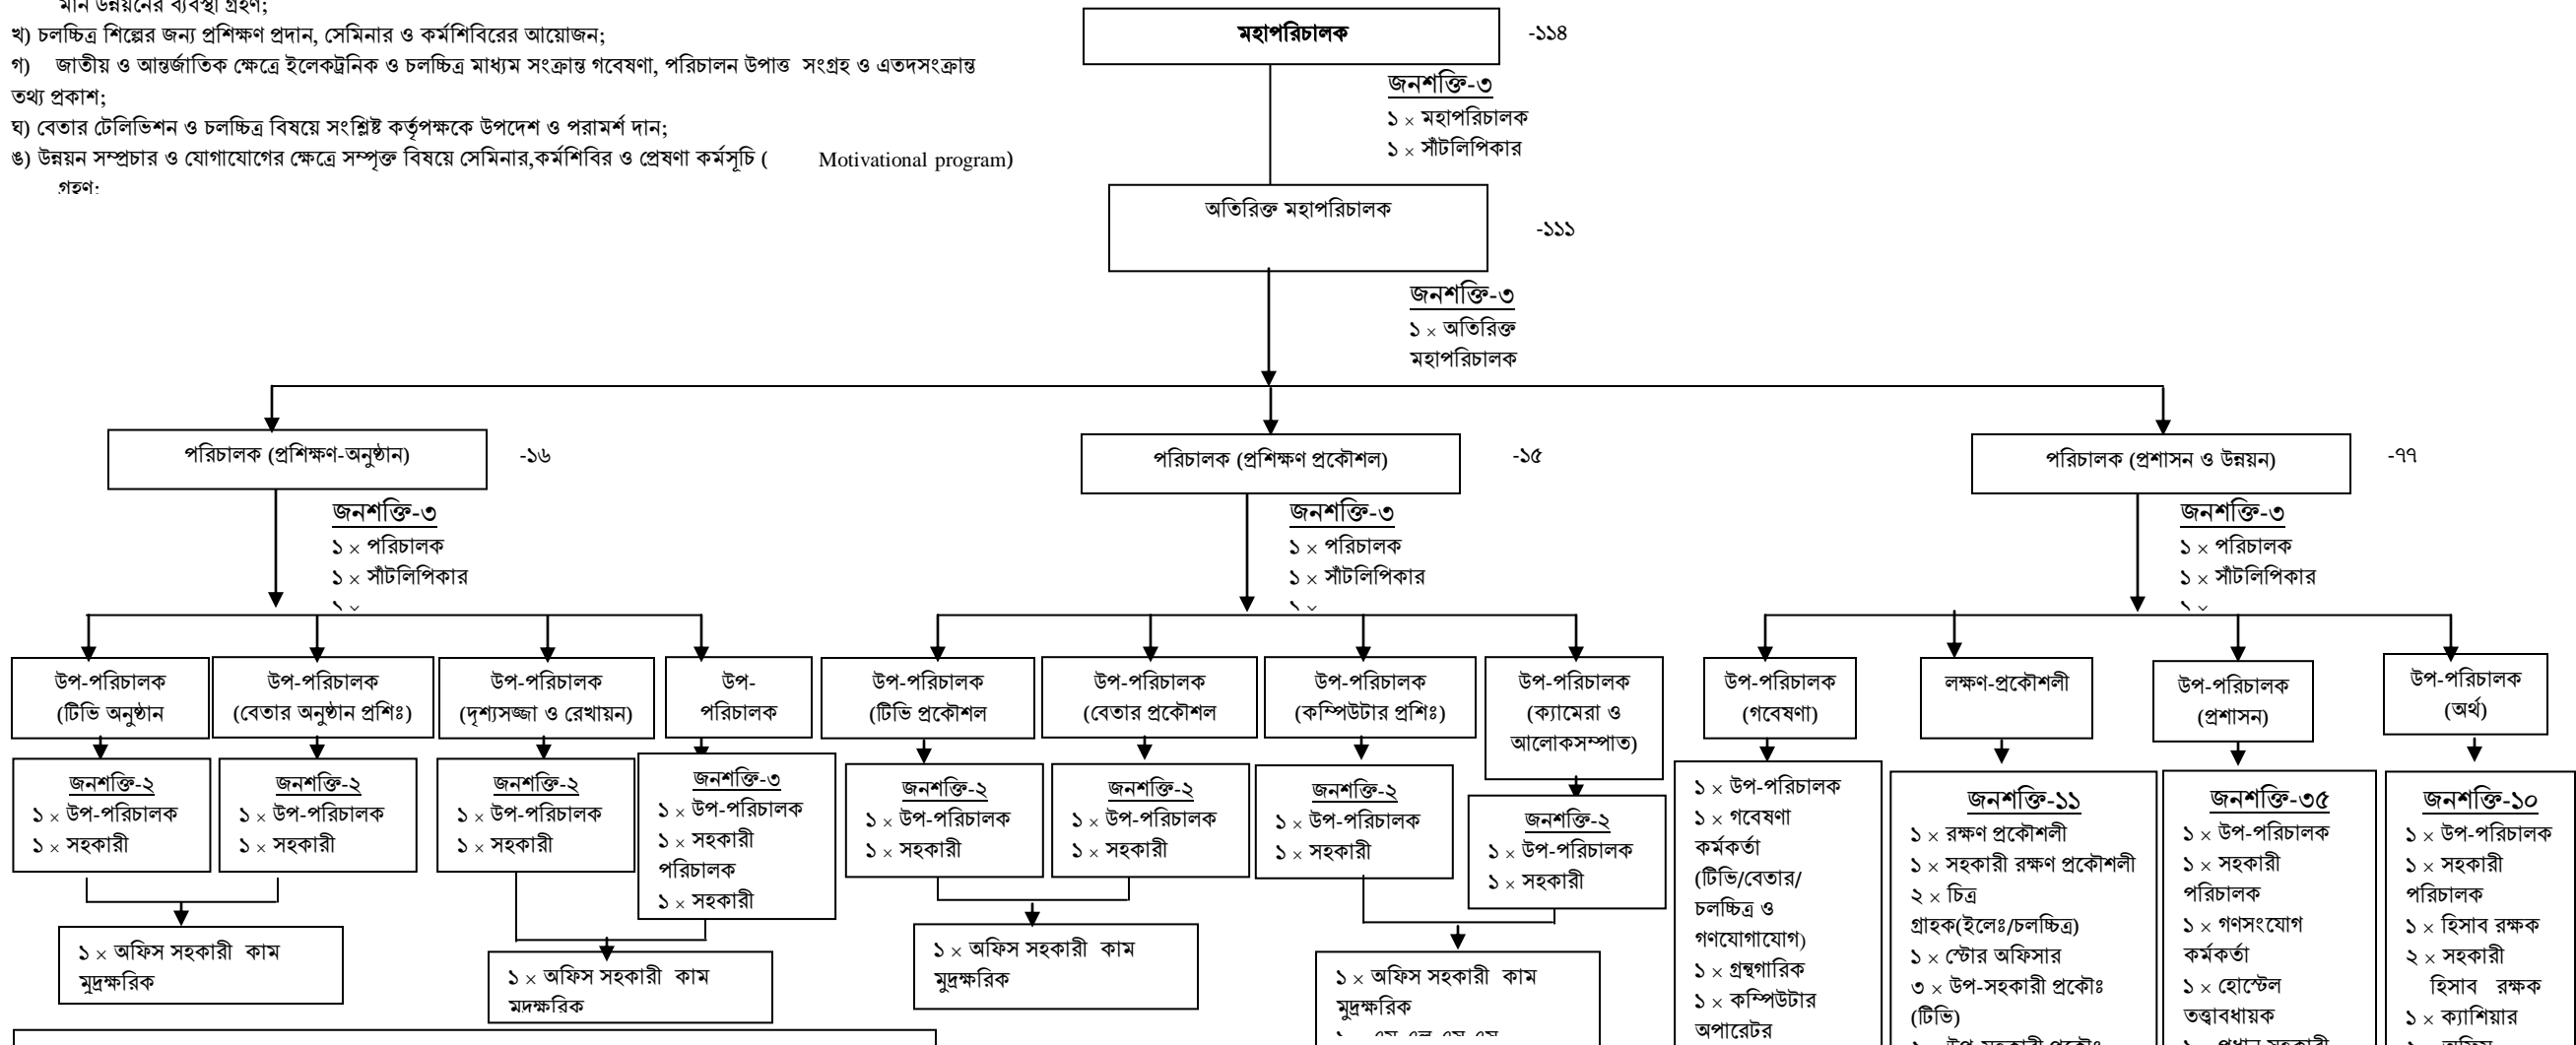 মান উন্নয়নের ব্যবস্থা গ্রহণ;
খ) চলচ্চিত্র শিল্পের জন্য প্রশিক্ষণ প্রদান, সেমিনার ও কর্মশিবিরের আয়োজন;
গ) জাতীয় ও আন্তর্জাতিক ক্ষেত্রে ইলেকট্রনিক ও চলচ্চিত্র মাধ্যম সংক্রান্ত গবেষণা, পরিচালন উপাত্ত সংগ্রহ ও এতদসংক্রান্ত
তথ্য প্রকাশ;
ঘ) বেতার টেলিভিশন ও চলচ্চিত্র বিষয়ে সংশ্লিষ্ট কর্তৃপক্ষকে উপদেশ ও পরামর্শ দান;
ঙ) উন্নয়ন সম্প্রচার ও যোগাযোগের ক্ষেত্রে সম্পৃক্ত বিষয়ে সেমিনার,কর্মশিবির ও প্রেষণা কর্মসূচি ( Motivational program)
গ্রহণ;
মহাপরিচালক
-১১৪
জনশক্তি-৩
১ × মহাপরিচালক
১ × সাঁটলিপিকার
অতিরিক্ত মহাপরিচালক
-১১১
জনশক্তি-৩
১ × অতিরিক্ত
মহাপরিচালক
পরিচালক (প্রশিক্ষণ-অনুষ্ঠান)
-১৬
জনশক্তি-৩
১ × পরিচালক
১ × সাঁটলিপিকার
১ ×
পরিচালক (প্রশিক্ষণ প্রকৌশল)
-১৫
জনশক্তি-৩
১ × পরিচালক
১ × সাঁটলিপিকার
১ ×
পরিচালক (প্রশাসন ও উন্নয়ন)
-৭৭
জনশক্তি-৩
১ × পরিচালক
১ × সাঁটলিপিকার
১ ×
উপ-পরিচালক
(টিভি অনুষ্ঠান
উপ-পরিচালক
(বেতার অনুষ্ঠান প্রশিঃ)
উপ-পরিচালক
(দৃশ্যসজ্জা ও রেখায়ন)
উপ-
পরিচালক
উপ-পরিচালক
(টিভি প্রকৌশল
উপ-পরিচালক
(বেতার প্রকৌশল
উপ-পরিচালক
(কম্পিউটার প্রশিঃ)
উপ-পরিচালক
(ক্যামেরা ও
আলোকসম্পাত)
উপ-পরিচালক
(গবেষণা)
লক্ষণ-প্রকৌশলী
উপ-পরিচালক
(প্রশাসন)
উপ-পরিচালক
(অর্থ)
জনশক্তি-২
১ × উপ-পরিচালক
১ × সহকারী
জনশক্তি-২
১ × উপ-পরিচালক
১ × সহকারী
জনশক্তি-২
১ × উপ-পরিচালক
১ × সহকারী
জনশক্তি-৩
১ × উপ-পরিচালক
১ × সহকারী
পরিচালক
১ × সহকারী
জনশক্তি-২
১ × উপ-পরিচালক
১ × সহকারী
জনশক্তি-২
১ × উপ-পরিচালক
১ × সহকারী
জনশক্তি-২
১ × উপ-পরিচালক
১ × সহকারী
জনশক্তি-২
১ × উপ-পরিচালক
১ × সহকারী
১ × উপ-পরিচালক
১ × গবেষণা
কর্মকর্তা
(টিভি/বেতার/
চলচ্চিত্র ও
গণযোগাযোগ)
১ × গ্রন্থগারিক
১ × কম্পিউটার
অপারেটর
জনশক্তি-১১
১ × রক্ষণ প্রকৌশলী
১ × সহকারী রক্ষণ প্রকৌশলী
২ × চিত্র
গ্রাহক(ইলেঃ/চলচ্চিত্র)
১ × স্টোর অফিসার
৩ × উপ-সহকারী প্রকৌঃ
(টিভি)
জনশক্তি-৩৫
১ × উপ-পরিচালক
১ × সহকারী
পরিচালক
১ × গণসংযোগ
কর্মকর্তা
১ × হোস্টেল
তত্ত্বাবধায়ক
জনশক্তি-১০
১ × উপ-পরিচালক
১ × সহকারী
পরিচালক
১ × হিসাব রক্ষক
২ × সহকারী
হিসাব রক্ষক
১ × ক্যাশিয়ার
১ × অফিস সহকারী কাম
মুদ্রক্ষরিক
১ × অফিস সহকারী কাম
মুদ্রক্ষরিক
১ × অফিস সহকারী কাম
মুদ্রক্ষরিক
১ × অফিস সহকারী কাম
মুদ্রক্ষরিক